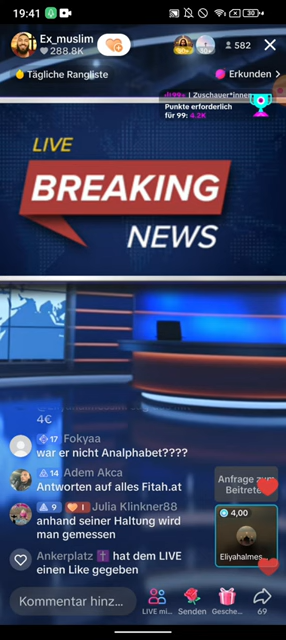 19:41
30
Ex_muslim
288.8K
582
Tägliche Rangliste
Erkunden
Zuschauer*innen
Punkte erforderlich
für 99: 4.2K
LIVE
BREAKING
NEWS
4€
17 Fokyaa
war er nicht Analphabet????
14 Adem Akca
Antworten auf alles Fitah.at
9 1 Julia Klinkner88
anhand seiner Haltung wird
man gemessen
Ankerplatz ✝️ hat dem LIVE
einen Like gegeben
Anfrage zum
Beitreten
4,00
Eliyahalmes...
Kommentar hinz...
LIVE mi...
Senden
Gesche...
69